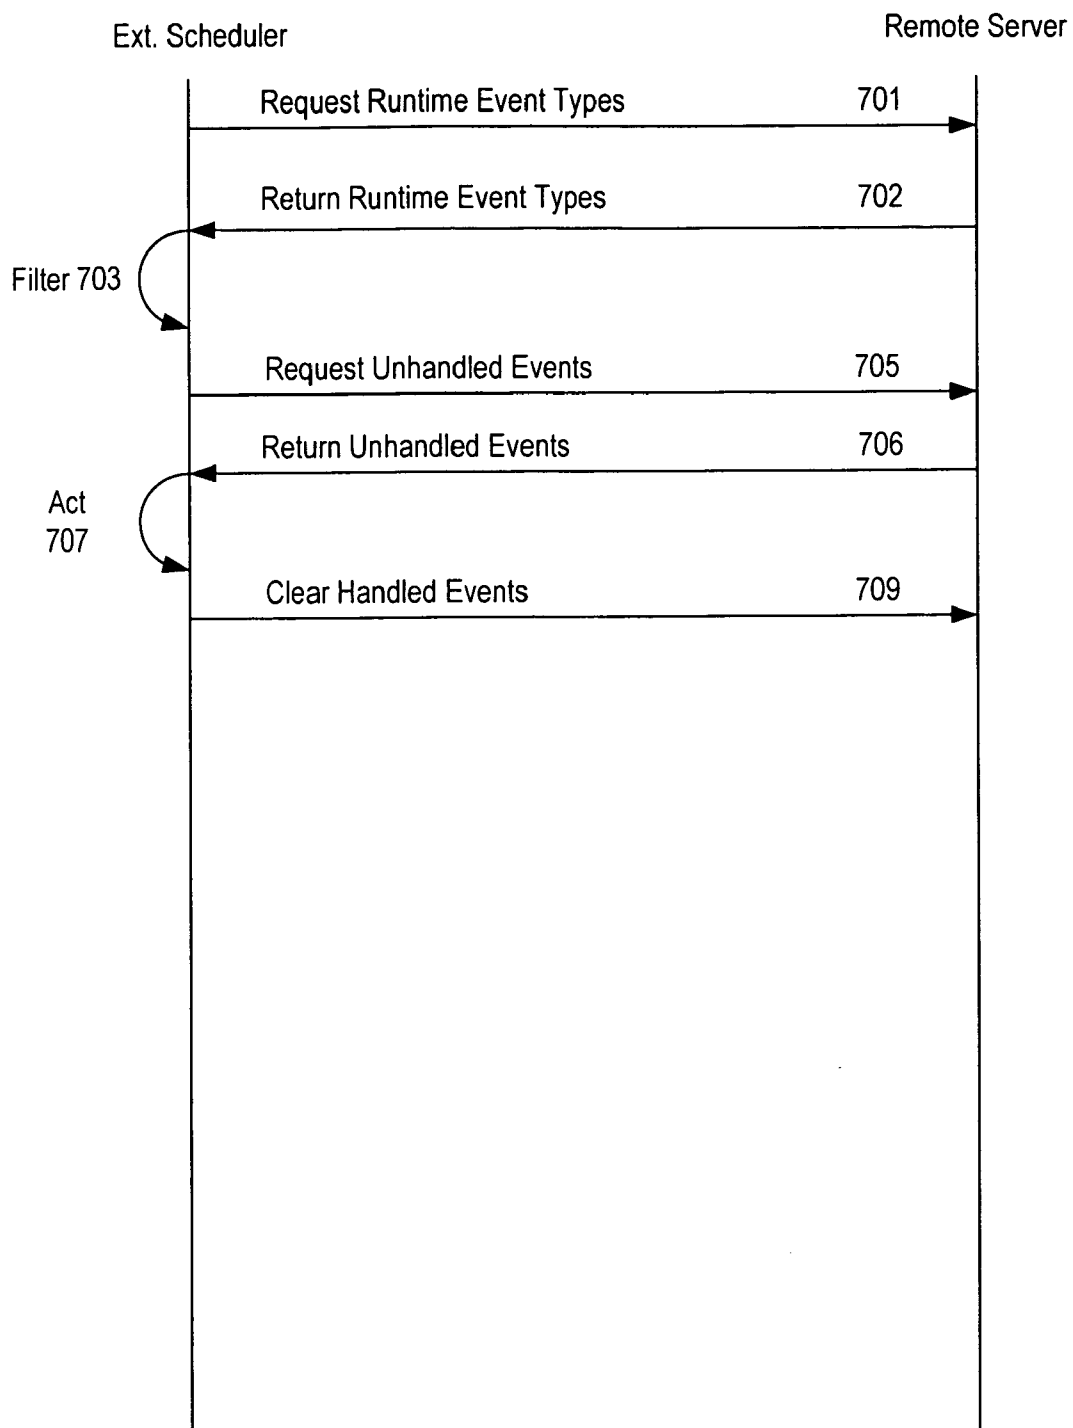 Ext. Scheduler
Remote Server
Request Runtime Event Types 701
Return Runtime Event Types 702
Filter 703
Request Unhandled Events 705
Return Unhandled Events 706
Act
707
Clear Handled Events 709